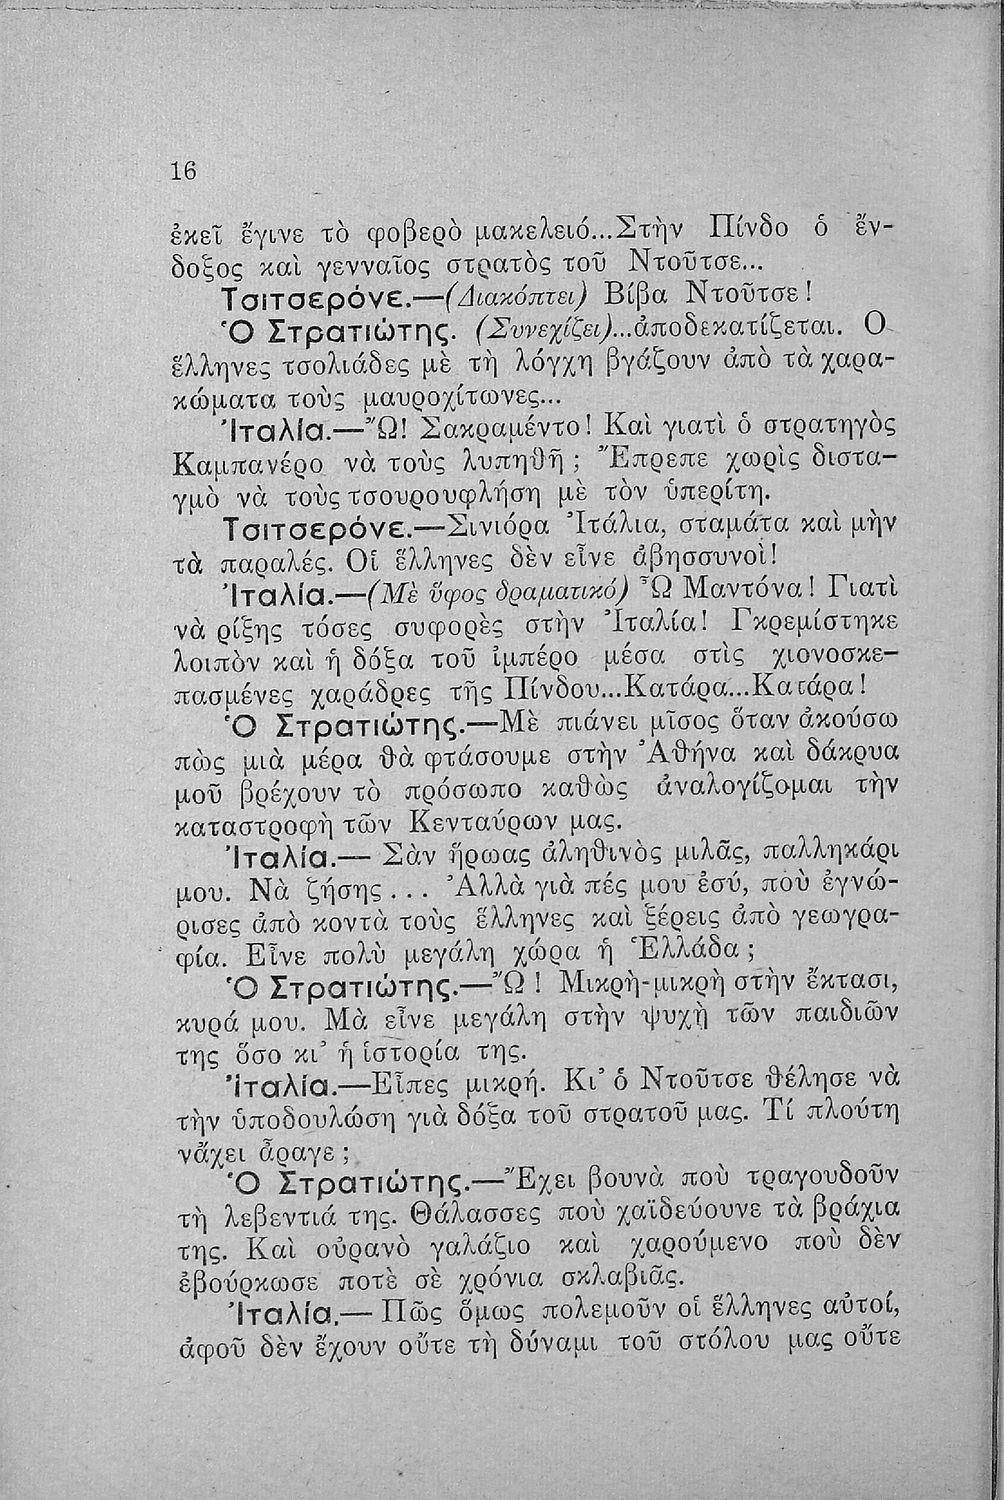 16
ἐκεῖ ἔγινε τὸ φοβερὸ μακελειό...Στὴν Πίνδο ὁ ἔν-
δοξος καὶ γενναῖος στρατὸς τοῦ Ντοῦτσε...
Τσιτσερόνε.—(Διακόπτει) Βίβα Ντοῦτσε!
Ὁ Στρατιώτης. (Συνεχίζει)...ἀποδεκατίζεται. Ο
ἕλληνες τσολιάδες μὲ τὴ λόγχη βγάζουν ἀπὸ τὰ χαρα-
κώματα τοὺς μαυροχίτωνες...
Ἰταλία.—Ὤ! Σακραμέντο! Καὶ γιατὶ ὁ στρατηγὸς
Καμπανέρο νὰ τοὺς λυπηθῆ ; Ἔπρεπε χωρὶς διστα-
γμὸ νὰ τοὺς τσουρουφλήση μὲ τὸν ὑπερίτη.
Τσιτσερόνε.—Σινιόρα Ἰτάλια, σταμάτα καὶ μὴν
τὰ παραλές. Οἱ ἕλληνες δὲν εἶνε ἀβησσυνοὶ!
Ἰταλία.—(Μὲ ὕφος δραματικό) Ὦ Μαντόνα! Γιατὶ
νὰ ρίξης τόσες συφορὲς στὴν Ἰταλία! Γκρεμίστηκε
λοιπὸν καὶ ἡ δόξα τοῦ ἰμπέρο μέσα στὶς χιονοσκε-
πασμένες χαράδρες τῆς Πίνδου...Κατάρα...Κατάρα!
Ὁ Στρατιώτης.—Μὲ πιάνει μῖσος ὅταν ἀκούσω
πὼς μιὰ μέρα θὰ φτάσουμε στὴν Ἀθήνα καὶ δάκρυα
μοῦ βρέχουν τὸ πρόσωπο καθὼς ἀναλογίζομαι τὴν
καταστροφὴ τῶν Κενταύρων μας.
Ἰταλία.— Σὰν ἥρωας ἀληθινὸς μιλᾶς, παλληκάρι
μου. Νὰ ζήσης... Ἀλλὰ γιὰ πές μου ἐσύ, ποὺ ἐγνώ-
ρισες ἀπὸ κοντὰ τοὺς ἕλληνες καὶ ξέρεις ἀπὸ γεωγρα-
φία. Εἶνε πολὺ μεγάλη χώρα ἡ Ἑλλάδα ;
Ὁ Στρατιώτης.—Ὤ ! Μικρὴ-μικρὴ στὴν ἔκτασι,
κυρά μου. Μὰ εἶνε μεγάλη στὴν ψυχὴ τῶν παιδιῶν
της ὅσο κι' ἡ ἱστορία της.
Ἰταλία.—Εἶπες μικρή. Κι' ὁ Ντοῦτσε θέλησε νὰ
τὴν ὑποδουλώση γιὰ δόξα τοῦ στρατοῦ μας. Τί πλούτη
νἄχει ἆραγε ;
Ὁ Στρατιώτης.—Ἔχει βουνὰ ποὺ τραγουδοῦν
τὴ λεβεντιά της. Θάλασσες ποὺ χαϊδεύουνε τὰ βράχια
της. Καὶ οὐρανὸ γαλάζιο καὶ χαρούμενο ποὺ δὲν
ἐβούρκωσε ποτὲ σὲ χρόνια σκλαβιᾶς.
Ἰταλία.— Πῶς ὅμως πολεμοῦν οἱ ἕλληνες αὐτοί,
ἀφοῦ δὲν ἔχουν οὔτε τὴ δύναμι τοῦ στόλου μας οὔτε